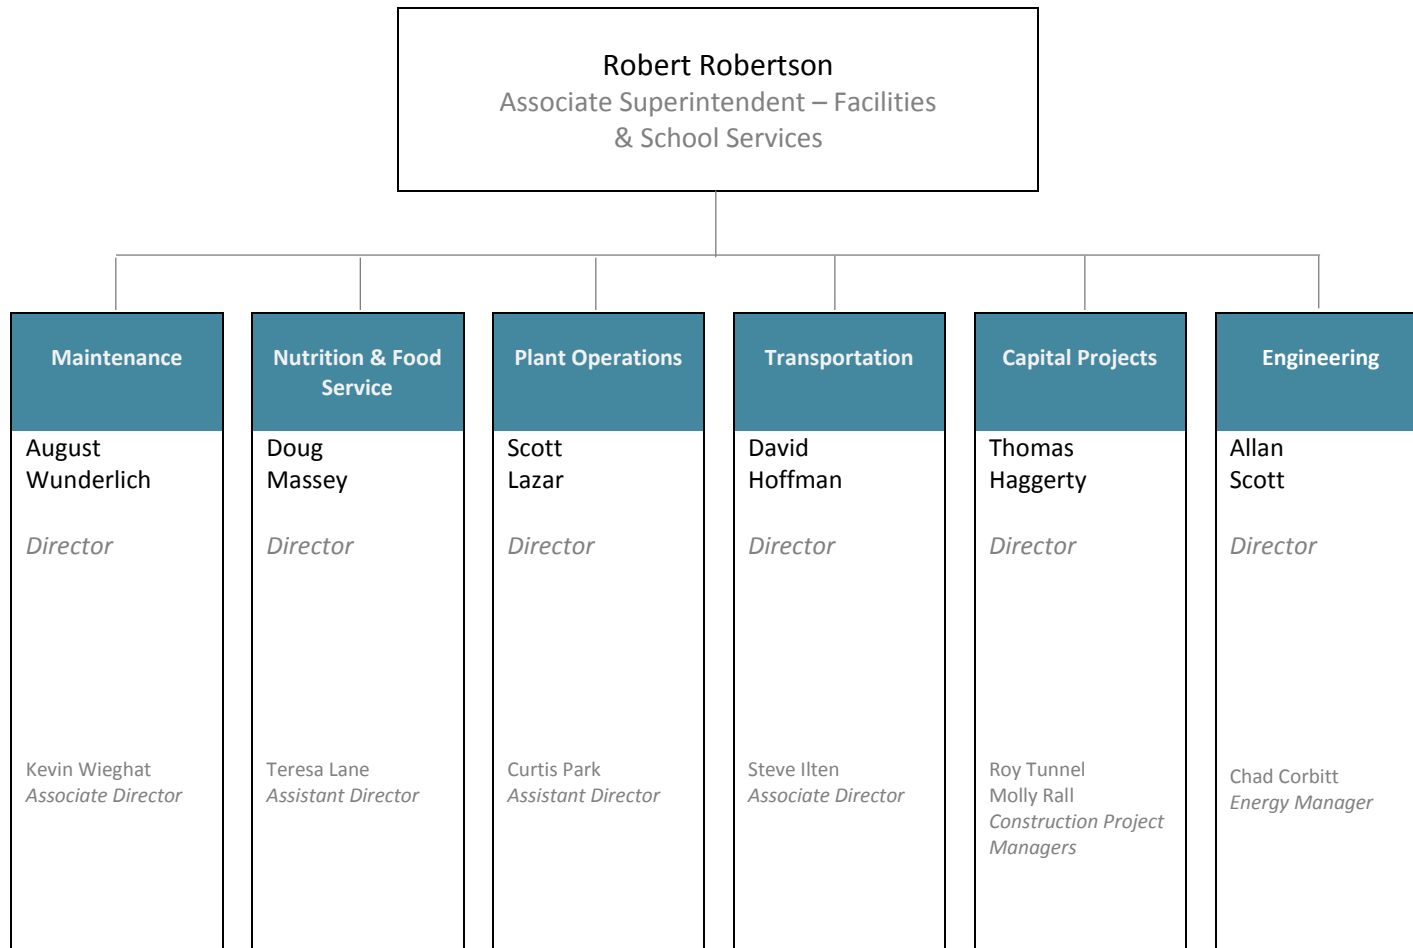 Robert Robertson
Associate Superintendent – Facilities
& School Services
Maintenance
August
Wunderlich
Director
Kevin Wieghat
Associate Director
Nutrition & Food
Service
Doug
Massey
Director
Teresa Lane
Assistant Director
Plant Operations
Scott
Lazar
Director
Curtis Park
Assistant Director
Transportation
David
Hoffman
Director
Steve Ilten
Associate Director
Capital Projects
Thomas
Haggerty
Director
Roy Tunnel
Molly Rall
Construction Project
Managers
Engineering
Allan
Scott
Director
Chad Corbitt
Energy Manager